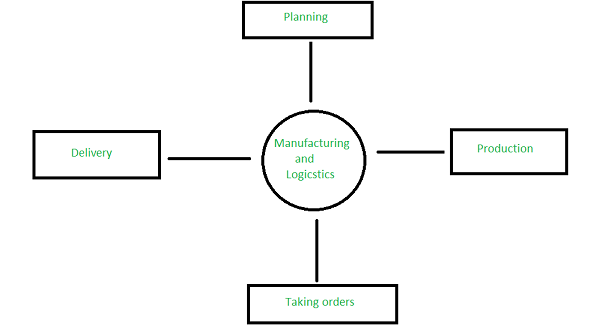 Planning
Delivery
Manufacturing
and
Logicstics
Production
Taking orders